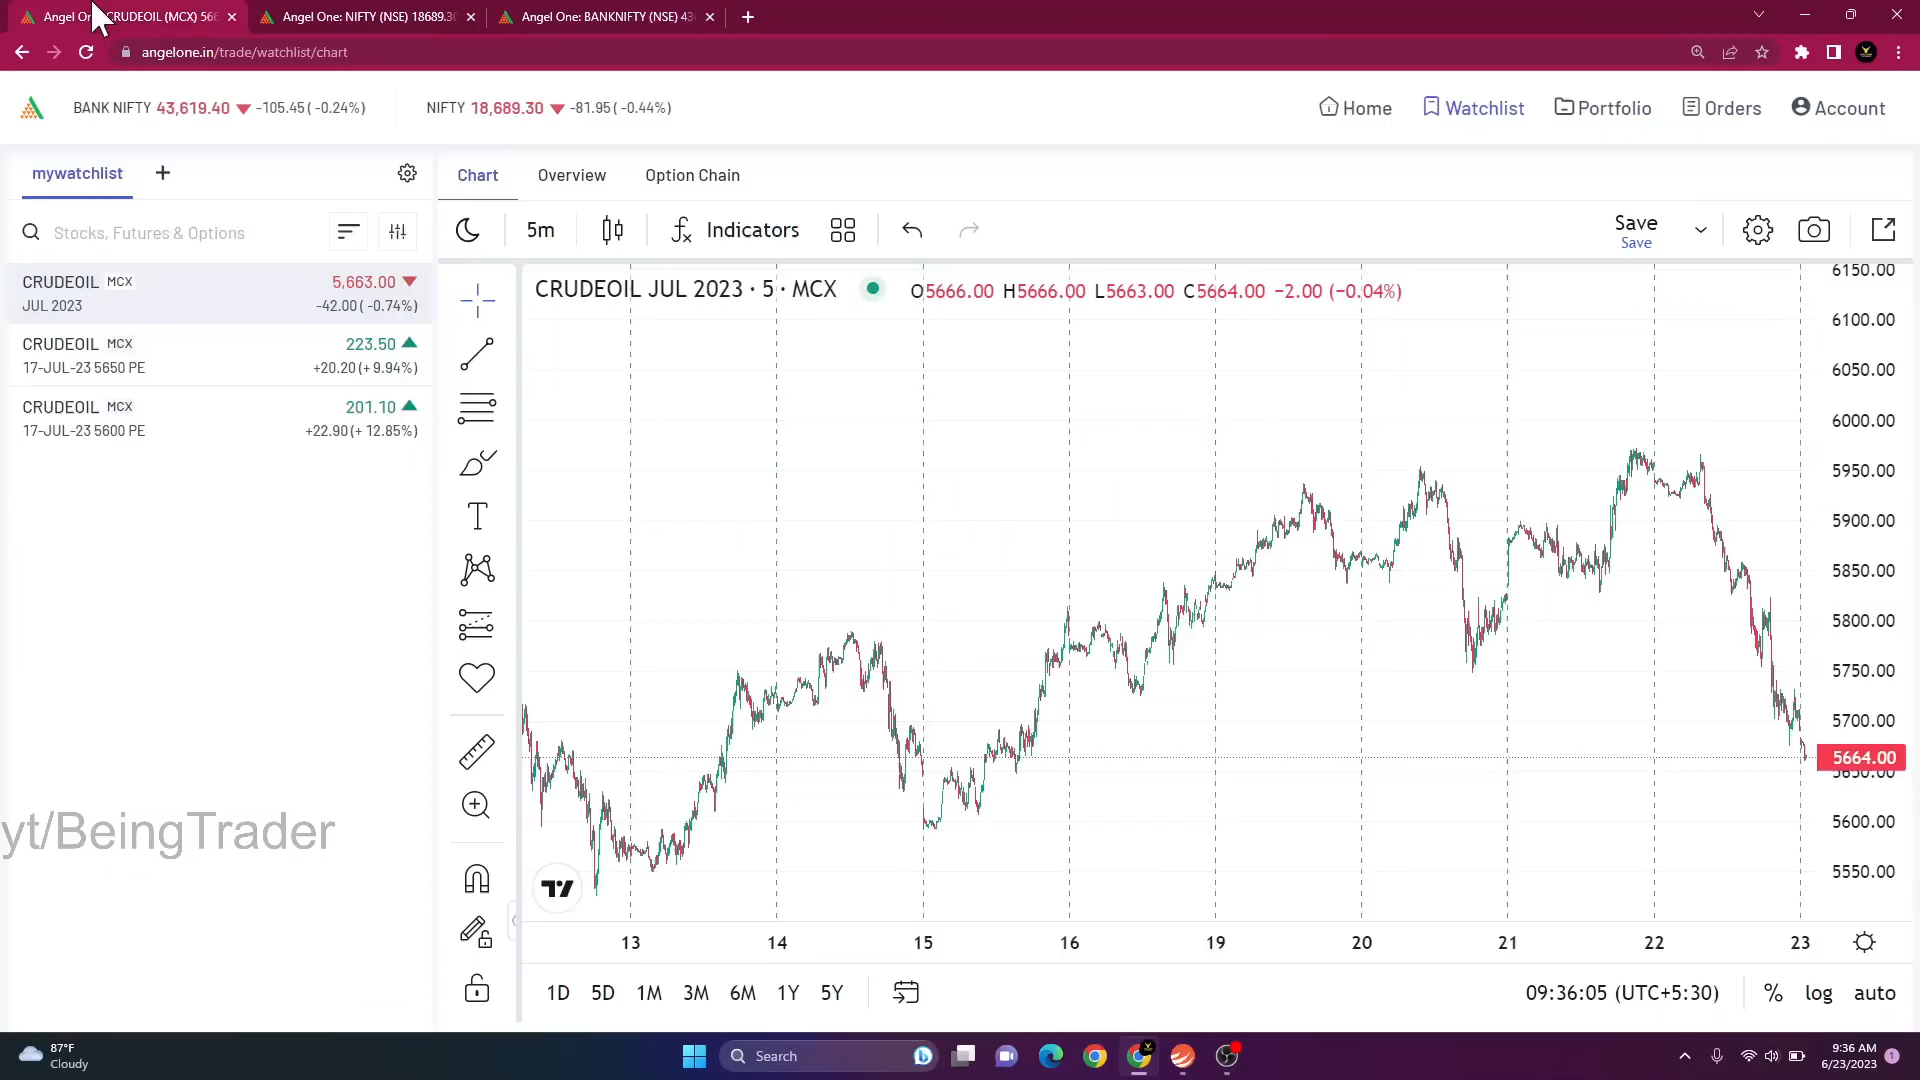 Angel On CRUDEOIL (MCX) 566
Angel One: NIFTY (NSE) 18689.30
Angel One: BANKNIFTY (NSE) 43
angelone.in/trade/watchlist/chart
BANK NIFTY 43,619.40 -105.45 ( -0.24%) NIFTY 18,689.30 -81.95 ( -0.44%)
Home Watchlist Portfolio Orders Account
mywatchlist +
Chart Overview Option Chain
Stocks, Futures & Options
5m Indicators
Save
Save
CRUDEOIL MCX 5,663.00
JUL 2023 -42.00 ( -0.74%)
CRUDEOIL MCX 223.50
17-JUL-23 5650 PE +20.20 (+ 9.94%)
CRUDEOIL MCX 201.10
17-JUL-23 5600 PE +22.90 (+ 12.85%)
CRUDEOIL JUL 2023 · 5 · MCX O5666.00 H5666.00 L5663.00 C5664.00 −2.00 (−0.04%)
6150.00
6100.00
6050.00
6000.00
5950.00
5900.00
5850.00
5800.00
5750.00
5700.00
5664.00
5650.00
5600.00
5550.00
yt/BeingTrader
13 14 15 16 19 20 21 22 23
1D 5D 1M 3M 6M 1Y 5Y
09:36:05 (UTC+5:30) % log auto
87°F
Cloudy
Search
9:36 AM
6/23/2023
1